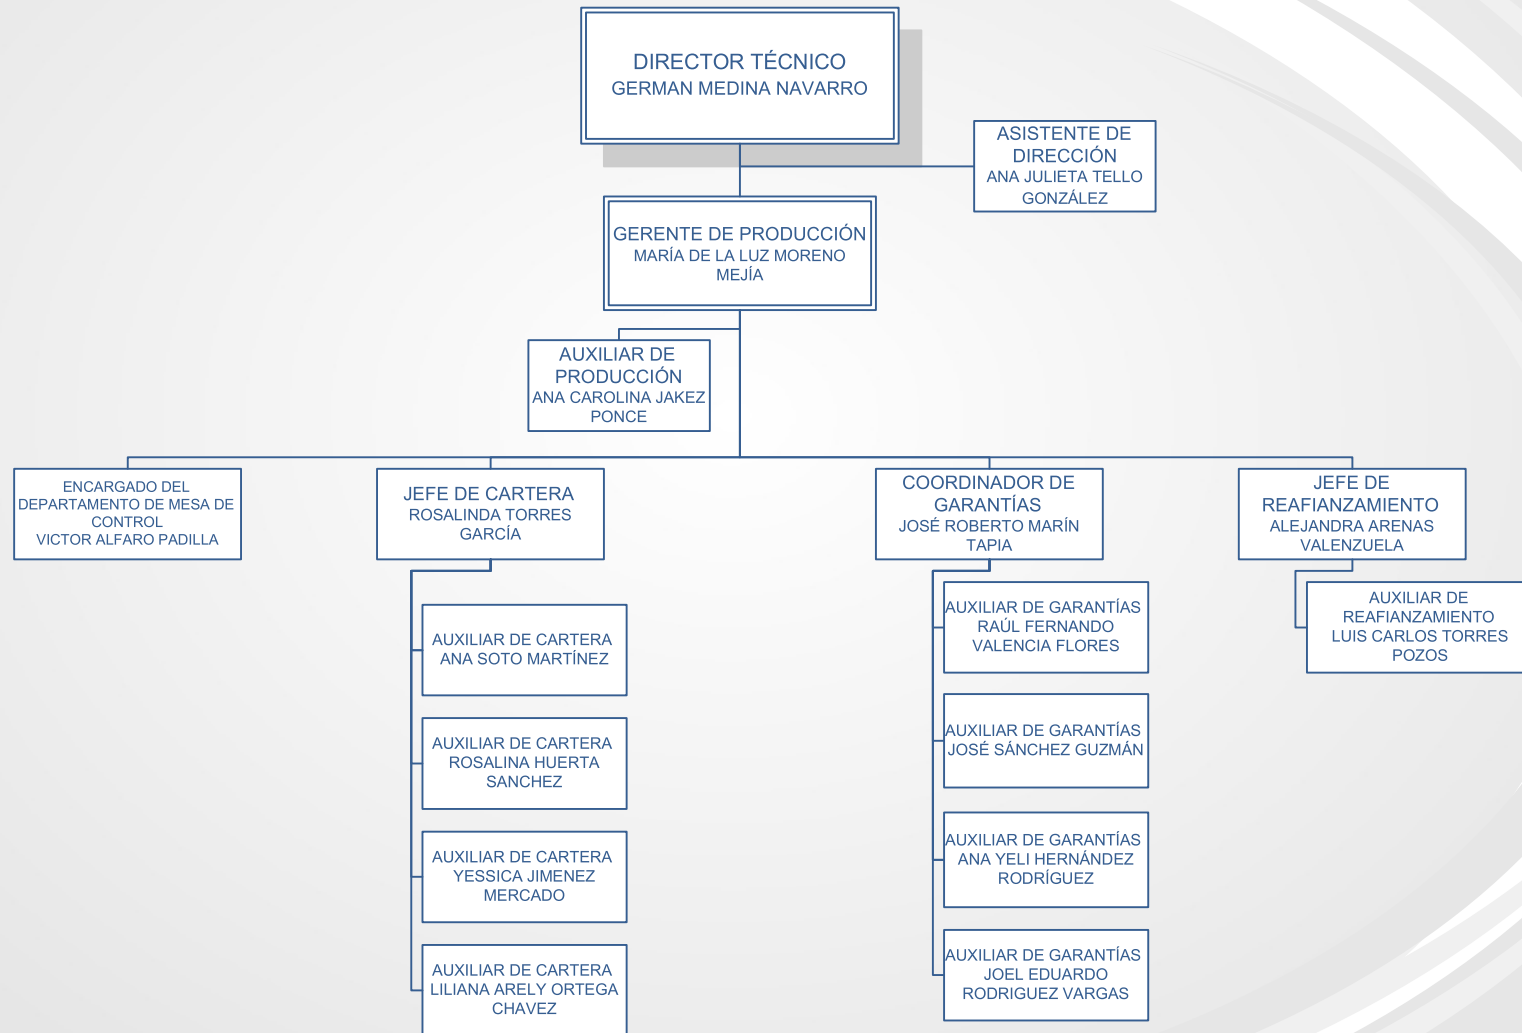 DIRECTOR TÉCNICO
GERMAN MEDINA NAVARRO
ASISTENTE DE
DIRECCIÓN
ANA JULIETA TELLO
GONZÁLEZ
GERENTE DE PRODUCCIÓN
MARÍA DE LA LUZ MORENO
MEJÍA
AUXILIAR DE
PRODUCCIÓN
ANA CAROLINA JAKEZ
PONCE
ENCARGADO DEL
DEPARTAMENTO DE MESA DE
CONTROL
VICTOR ALFARO PADILLA
JEFE DE CARTERA
ROSALINDA TORRES
GARCÍA
COORDINADOR DE
GARANTÍAS
JOSÉ ROBERTO MARÍN
TAPIA
JEFE DE
REAFIANZAMIENTO
ALEJANDRA ARENAS
VALENZUELA
AUXILIAR DE CARTERA
ANA SOTO MARTÍNEZ
AUXILIAR DE CARTERA
ROSALINA HUERTA
SANCHEZ
AUXILIAR DE CARTERA
YESSICA JIMENEZ
MERCADO
AUXILIAR DE CARTERA
LILIANA ARELY ORTEGA
CHAVEZ
AUXILIAR DE GARANTÍAS
RAÚL FERNANDO
VALENCIA FLORES
AUXILIAR DE GARANTÍAS
JOSÉ SÁNCHEZ GUZMÁN
AUXILIAR DE GARANTÍAS
ANA YELI HERNÁNDEZ
RODRÍGUEZ
AUXILIAR DE GARANTÍAS
JOEL EDUARDO
RODRIGUEZ VARGAS
AUXILIAR DE
REAFIANZAMIENTO
LUIS CARLOS TORRES
POZOS